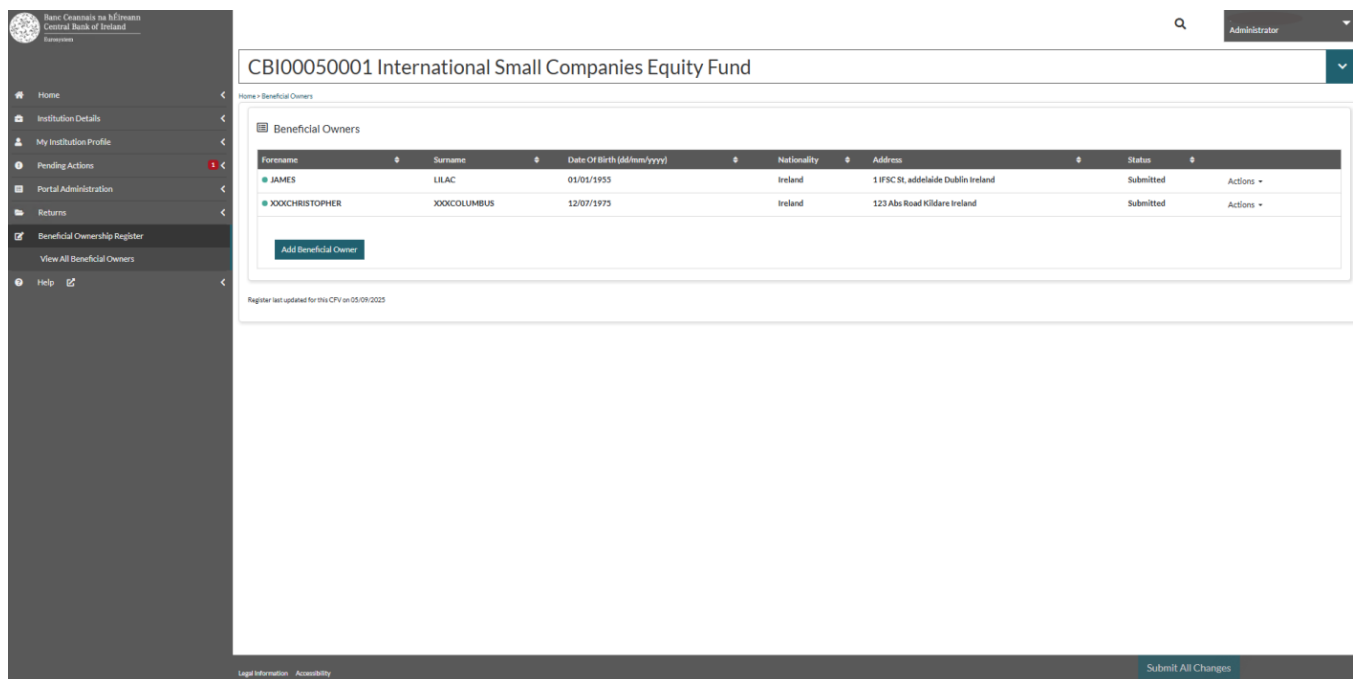 Banc Ceannais na hÉireann
Central Bank of Ireland
Eurosystem
Administrator
CBI00050001 International Small Companies Equity Fund
Home
Institution Details
My Institution Profile
Pending Actions 1
Portal Administration
Returns
Beneficial Ownership Register
View All Beneficial Owners
Help
Home > Beneficial Owners
Beneficial Owners
Forename Surname Date Of Birth (dd/mm/yyyy) Nationality Address Status
JAMES LILAC 01/01/1955 Ireland 1 IFSC St, addelaide Dublin Ireland Submitted Actions
XXXCHRISTOPHER XXXCOLUMBUS 12/07/1975 Ireland 123 Abs Road Kildare Ireland Submitted Actions
Add Beneficial Owner
Register last updated for this CFV on 05/09/2025
Legal Information Accessibility Submit All Changes